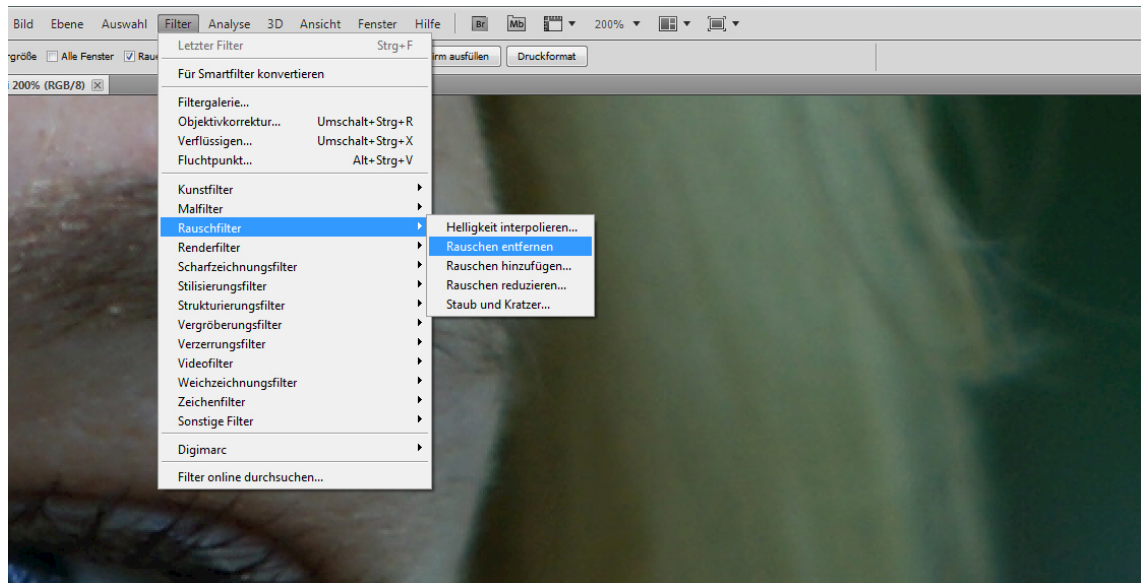 Bild Ebene Auswahl Filter Analyse 3D Ansicht Fenster Hilfe Br Mb 200%
rgröße Alle Fenster Raue irm ausfüllen Druckformat
200% (RGB/8)
Letzter Filter Strg+F
Für Smartfilter konvertieren
Filtergalerie...
Objektivkorrektur... Umschalt+Strg+R
Verflüssigen... Umschalt+Strg+X
Fluchtpunkt... Alt+Strg+V
Kunstfilter
Malfilter
Rauschfilter
Renderfilter
Scharfzeichnungsfilter
Stilisierungsfilter
Strukturierungsfilter
Vergröberungsfilter
Verzerrungsfilter
Videofilter
Weichzeichnungsfilter
Zeichenfilter
Sonstige Filter
Digimarc
Filter online durchsuchen...
Helligkeit interpolieren...
Rauschen entfernen
Rauschen hinzufügen...
Rauschen reduzieren...
Staub und Kratzer...